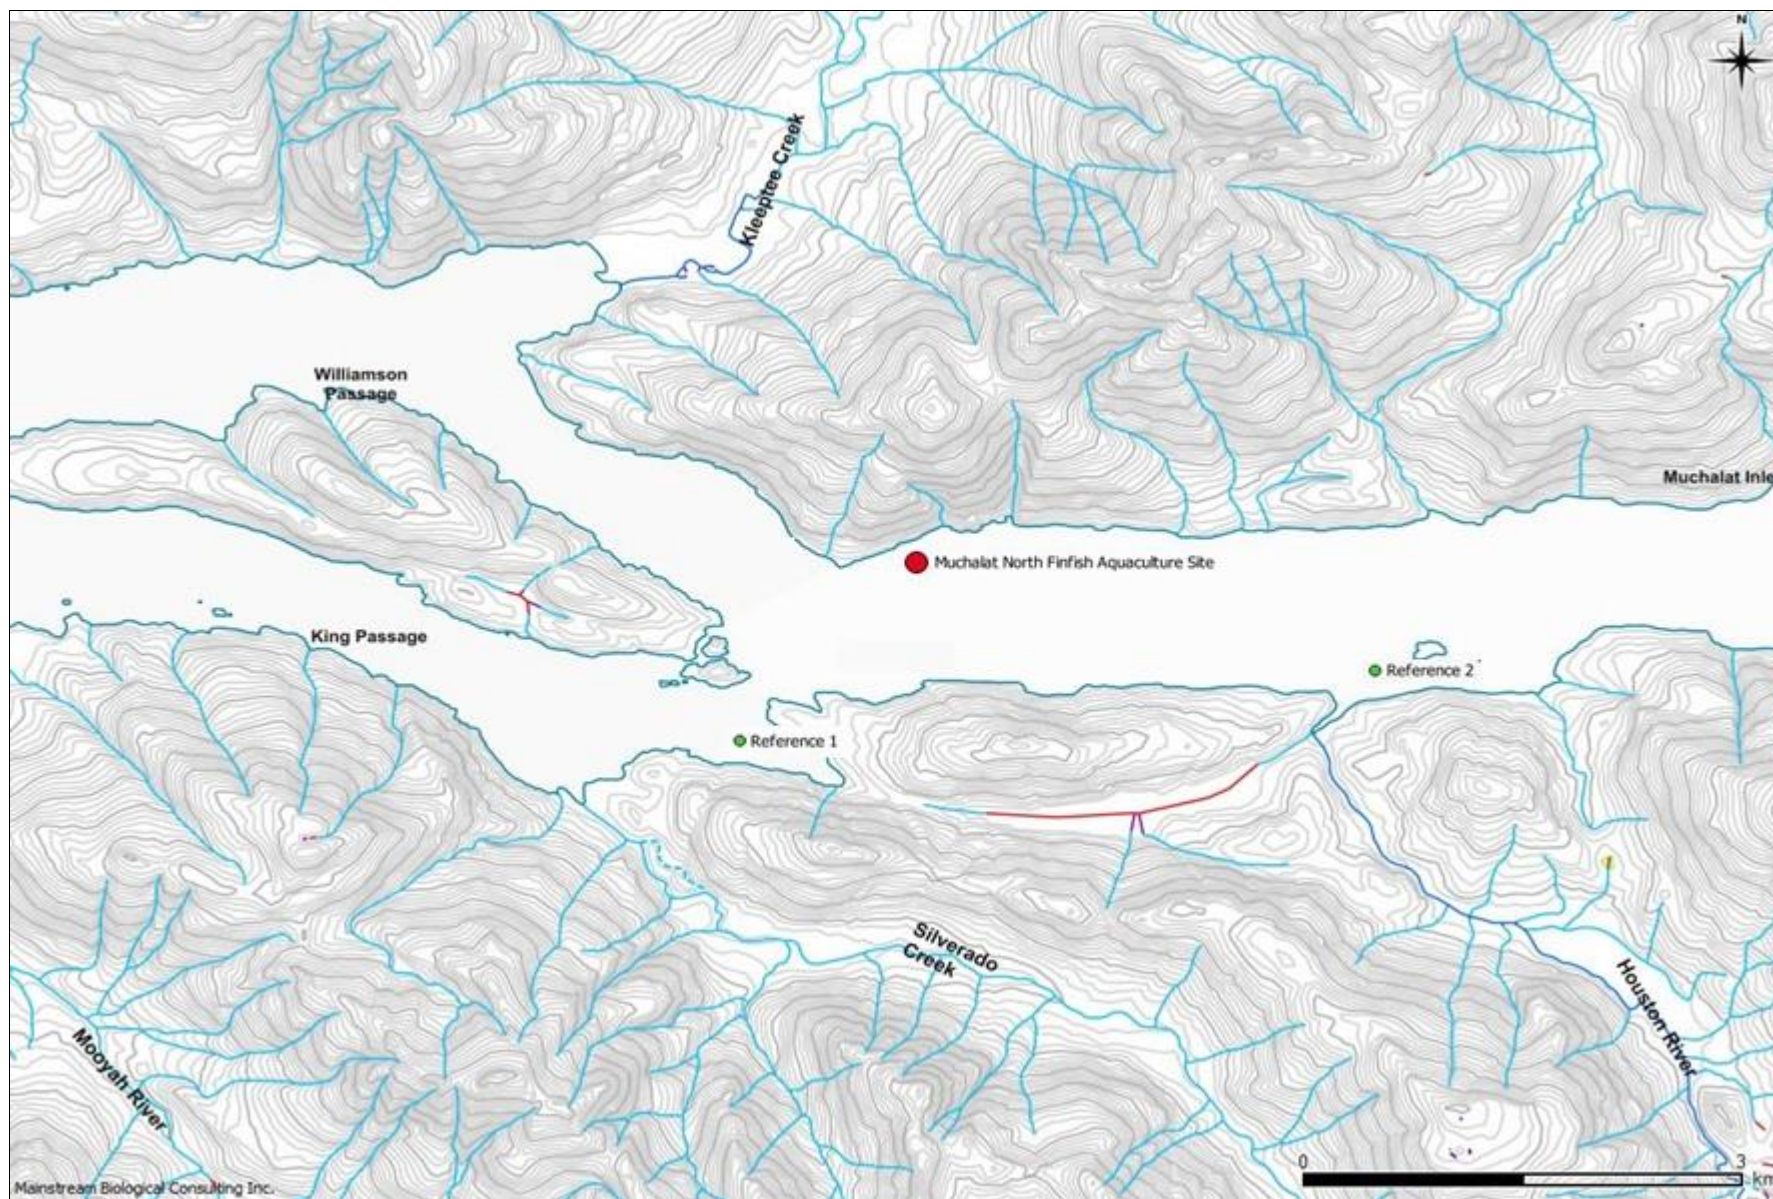 N
Kleeptee Creek
Williamson
Passage
Muchalat Inle
Muchalat North Finfish Aquaculture Site
King Passage
Reference 2
Reference 1
Silverado
Creek
Houston River
Mooyah River
0
3
km
Mainstream Biological Consulting Inc.